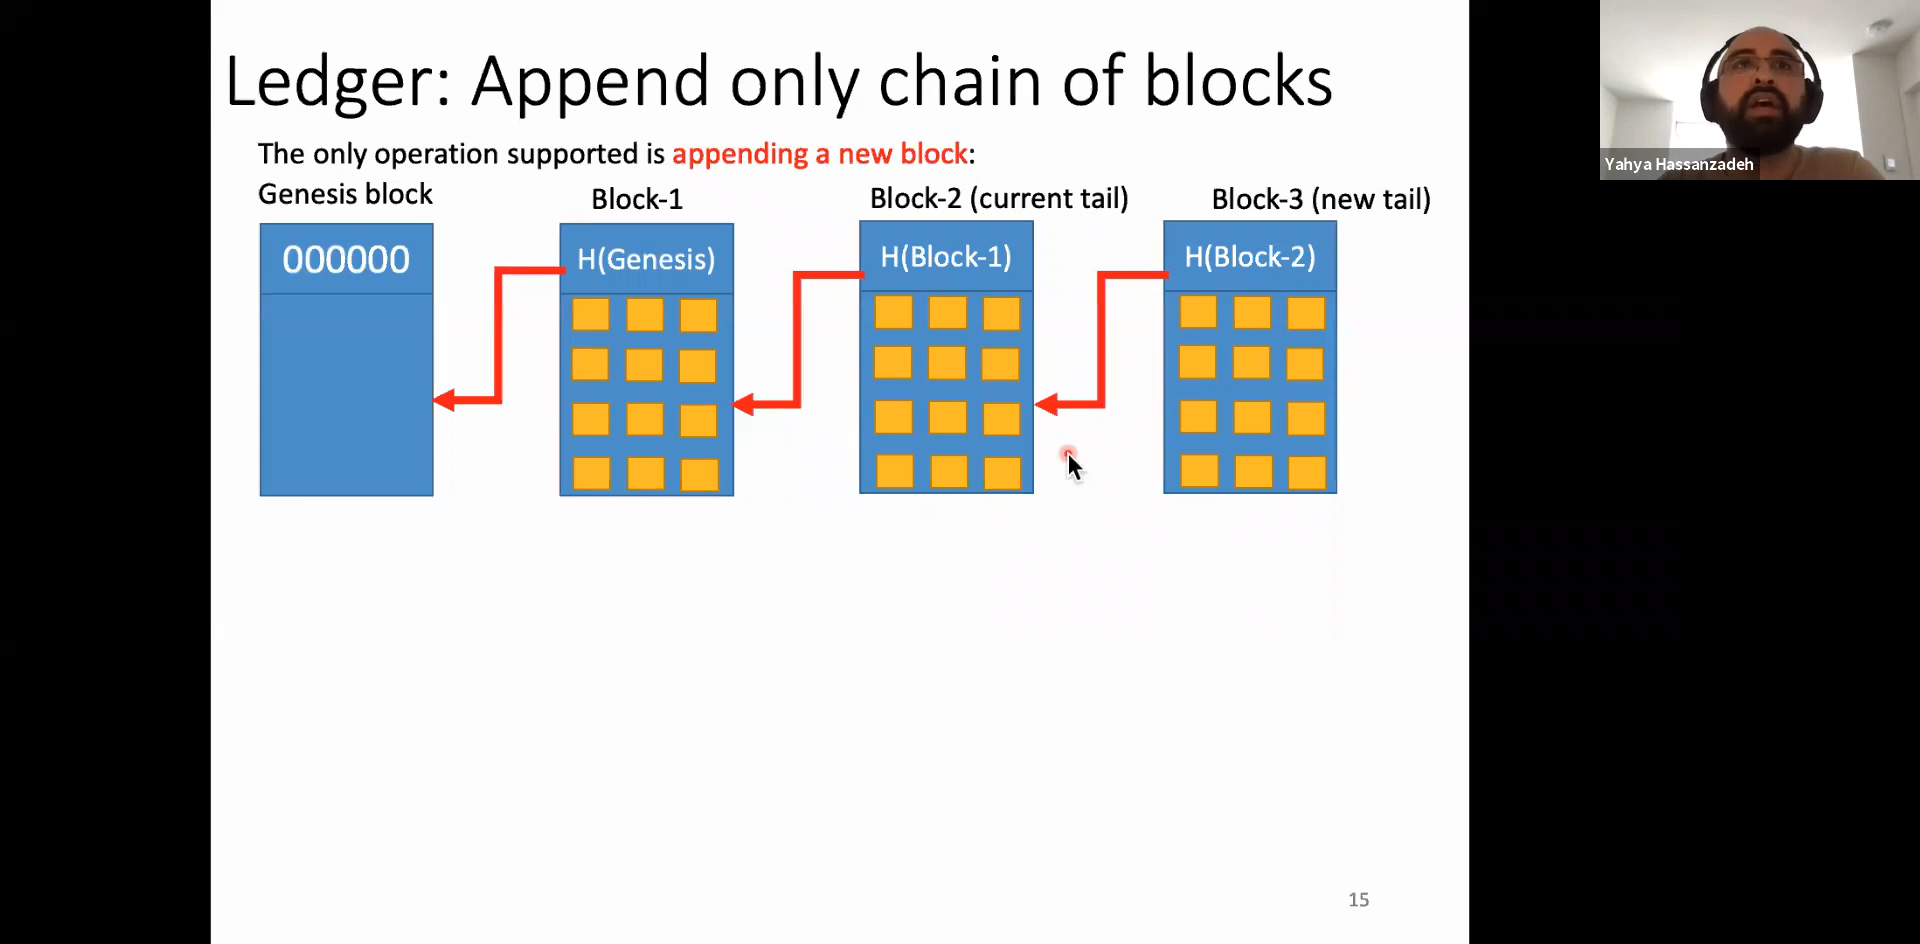 Ledger: Append only chain of blocks
The only operation supported is appending a new block:
Genesis block
Block-1
Block-2 (current tail)
Block-3 (new tail)
000000
H(Genesis)
H(Block-1)
H(Block-2)
15
Yahya Hassanzadeh